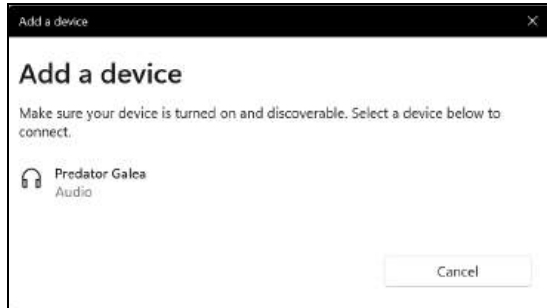 Add a device
Add a device
Make sure your device is turned on and discoverable. Select a device below to
connect.
Predator Galea
Audio
Cancel